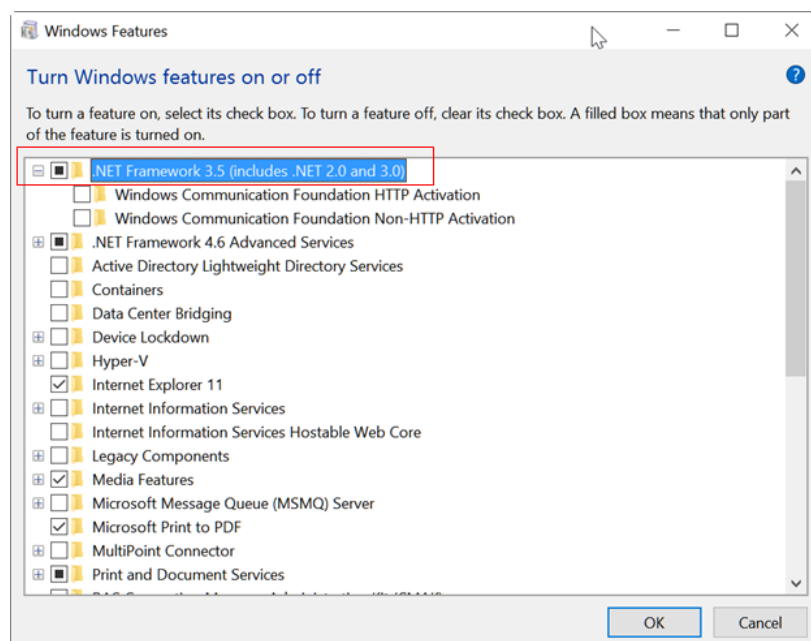 Windows Features
Turn Windows features on or off
?
To turn a feature on, select its check box. To turn a feature off, clear its check box. A filled box means that only part
of the feature is turned on.
.NET Framework 3.5 (includes .NET 2.0 and 3.0)
Windows Communication Foundation HTTP Activation
Windows Communication Foundation Non-HTTP Activation
.NET Framework 4.6 Advanced Services
Active Directory Lightweight Directory Services
Containers
Data Center Bridging
Device Lockdown
Hyper-V
Internet Explorer 11
Internet Information Services
Internet Information Services Hostable Web Core
Legacy Components
Media Features
Microsoft Message Queue (MSMQ) Server
Microsoft Print to PDF
MultiPoint Connector
Print and Document Services
OK Cancel